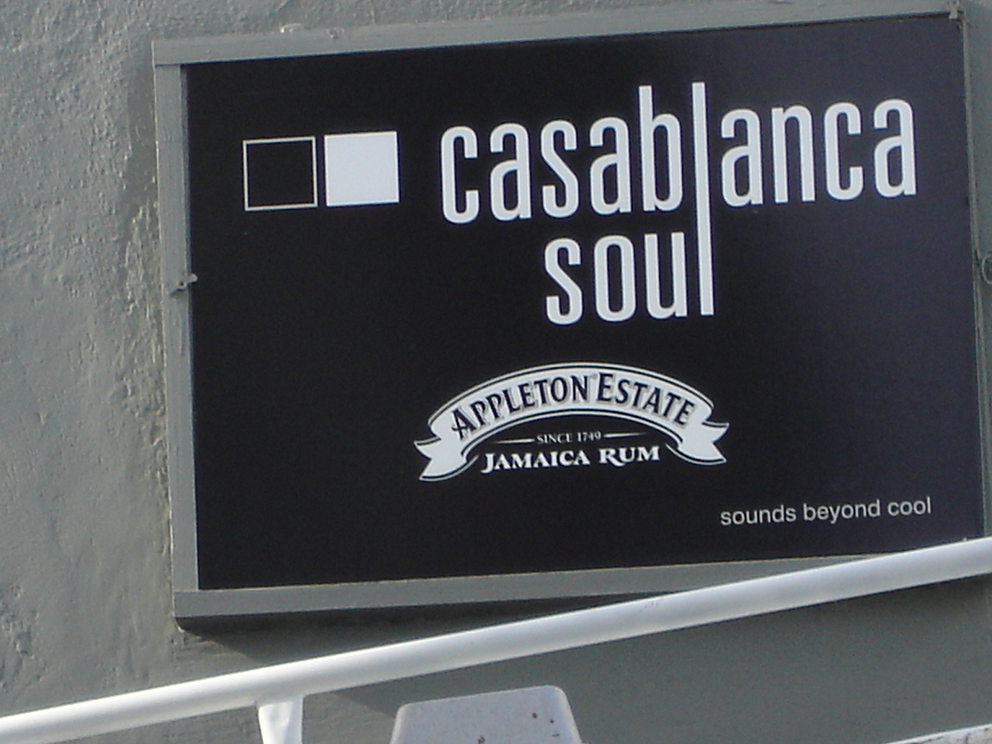 casablanca
soul
APPLETON ESTATE
SINCE 1749
JAMAICA RUM
sounds beyond cool